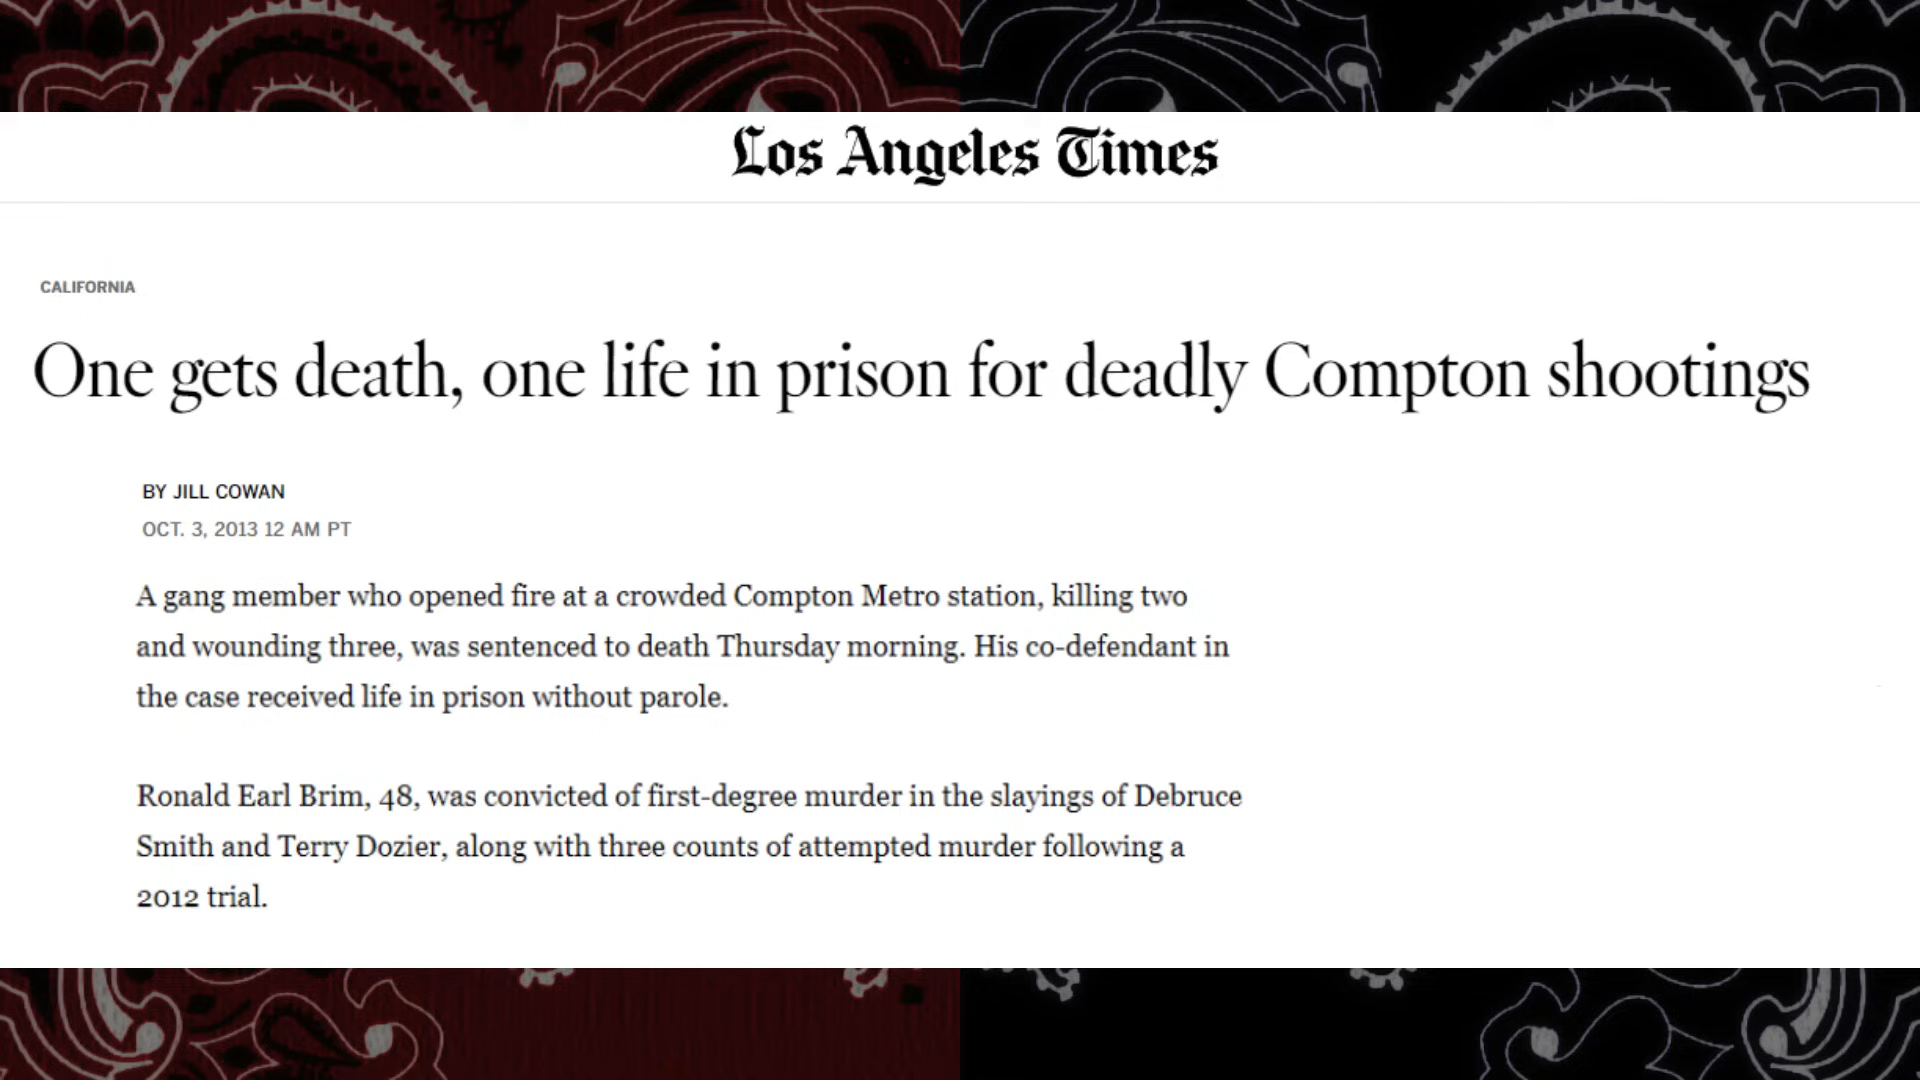 Los Angeles Times
CALIFORNIA
One gets death, one life in prison for deadly Compton shootings
BY JILL COWAN
OCT. 3, 2013 12 AM PT
A gang member who opened fire at a crowded Compton Metro station, killing two
and wounding three, was sentenced to death Thursday morning. His co-defendant in
the case received life in prison without parole.
Ronald Earl Brim, 48, was convicted of first-degree murder in the slayings of Debruce
Smith and Terry Dozier, along with three counts of attempted murder following a
2012 trial.